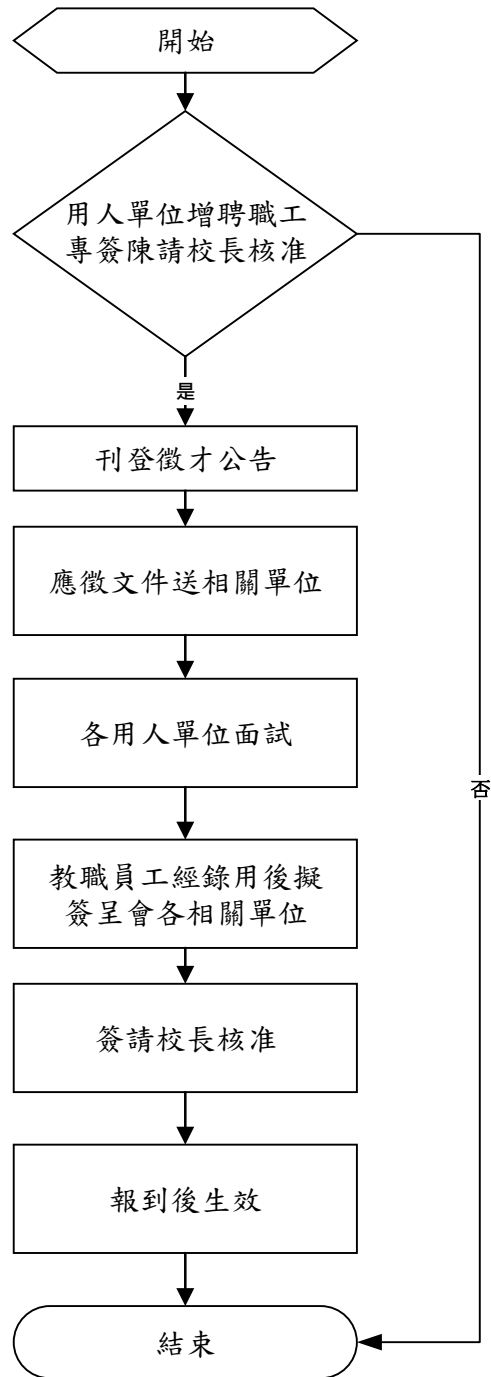 開始
用人單位增聘職工
專簽陳請校長核准
是
刊登徵才公告
應徵文件送相關單位
各用人單位面試
否
教職員工經錄用後擬
簽呈會各相關單位
簽請校長核准
報到後生效
結束